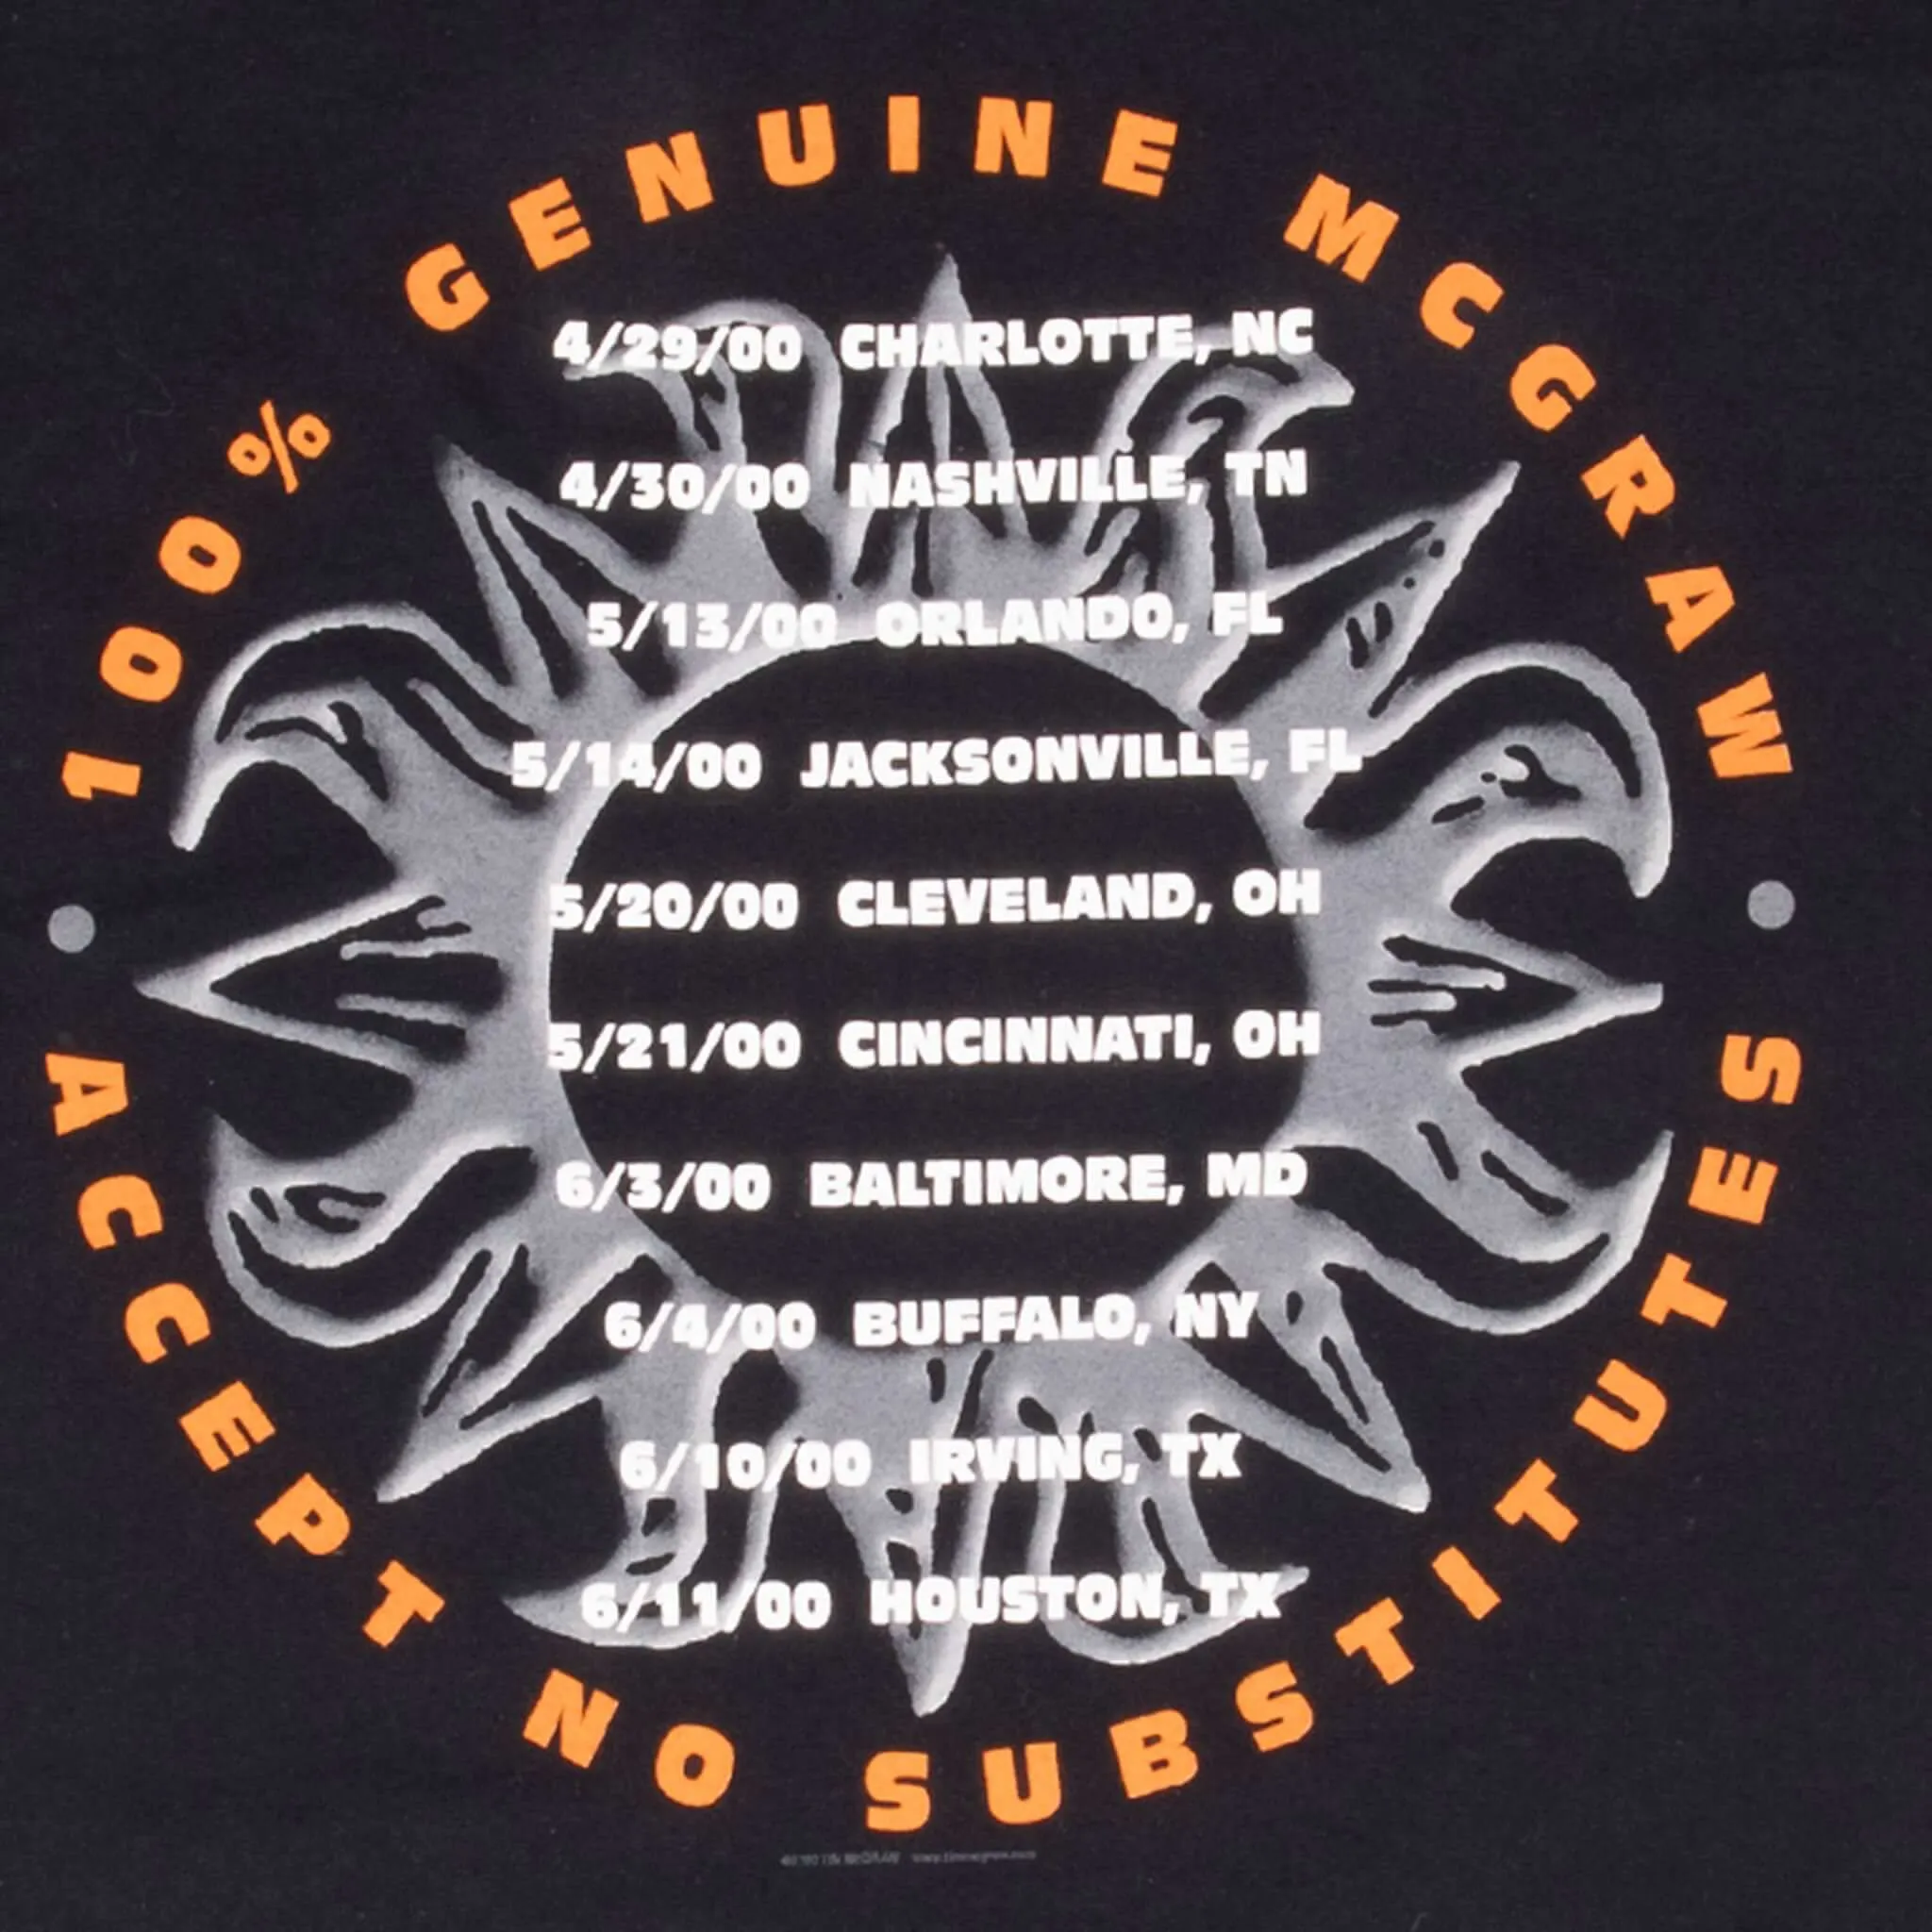 100% GENUINE MCGRAW
4/29/00 CHARLOTTE, NC
4/30/00 NASHVILLE, TN
5/13/00 ORLANDO, FL
5/14/00 JACKSONVILLE, FL
5/20/00 CLEVELAND, OH
5/21/00 CINCINNATI, OH
6/3/00 BALTIMORE, MD
6/4/00 BUFFALO, NY
6/10/00 IRVING, TX
6/11/00 HOUSTON, TX
ACCEPT NO SUBSTITUTES